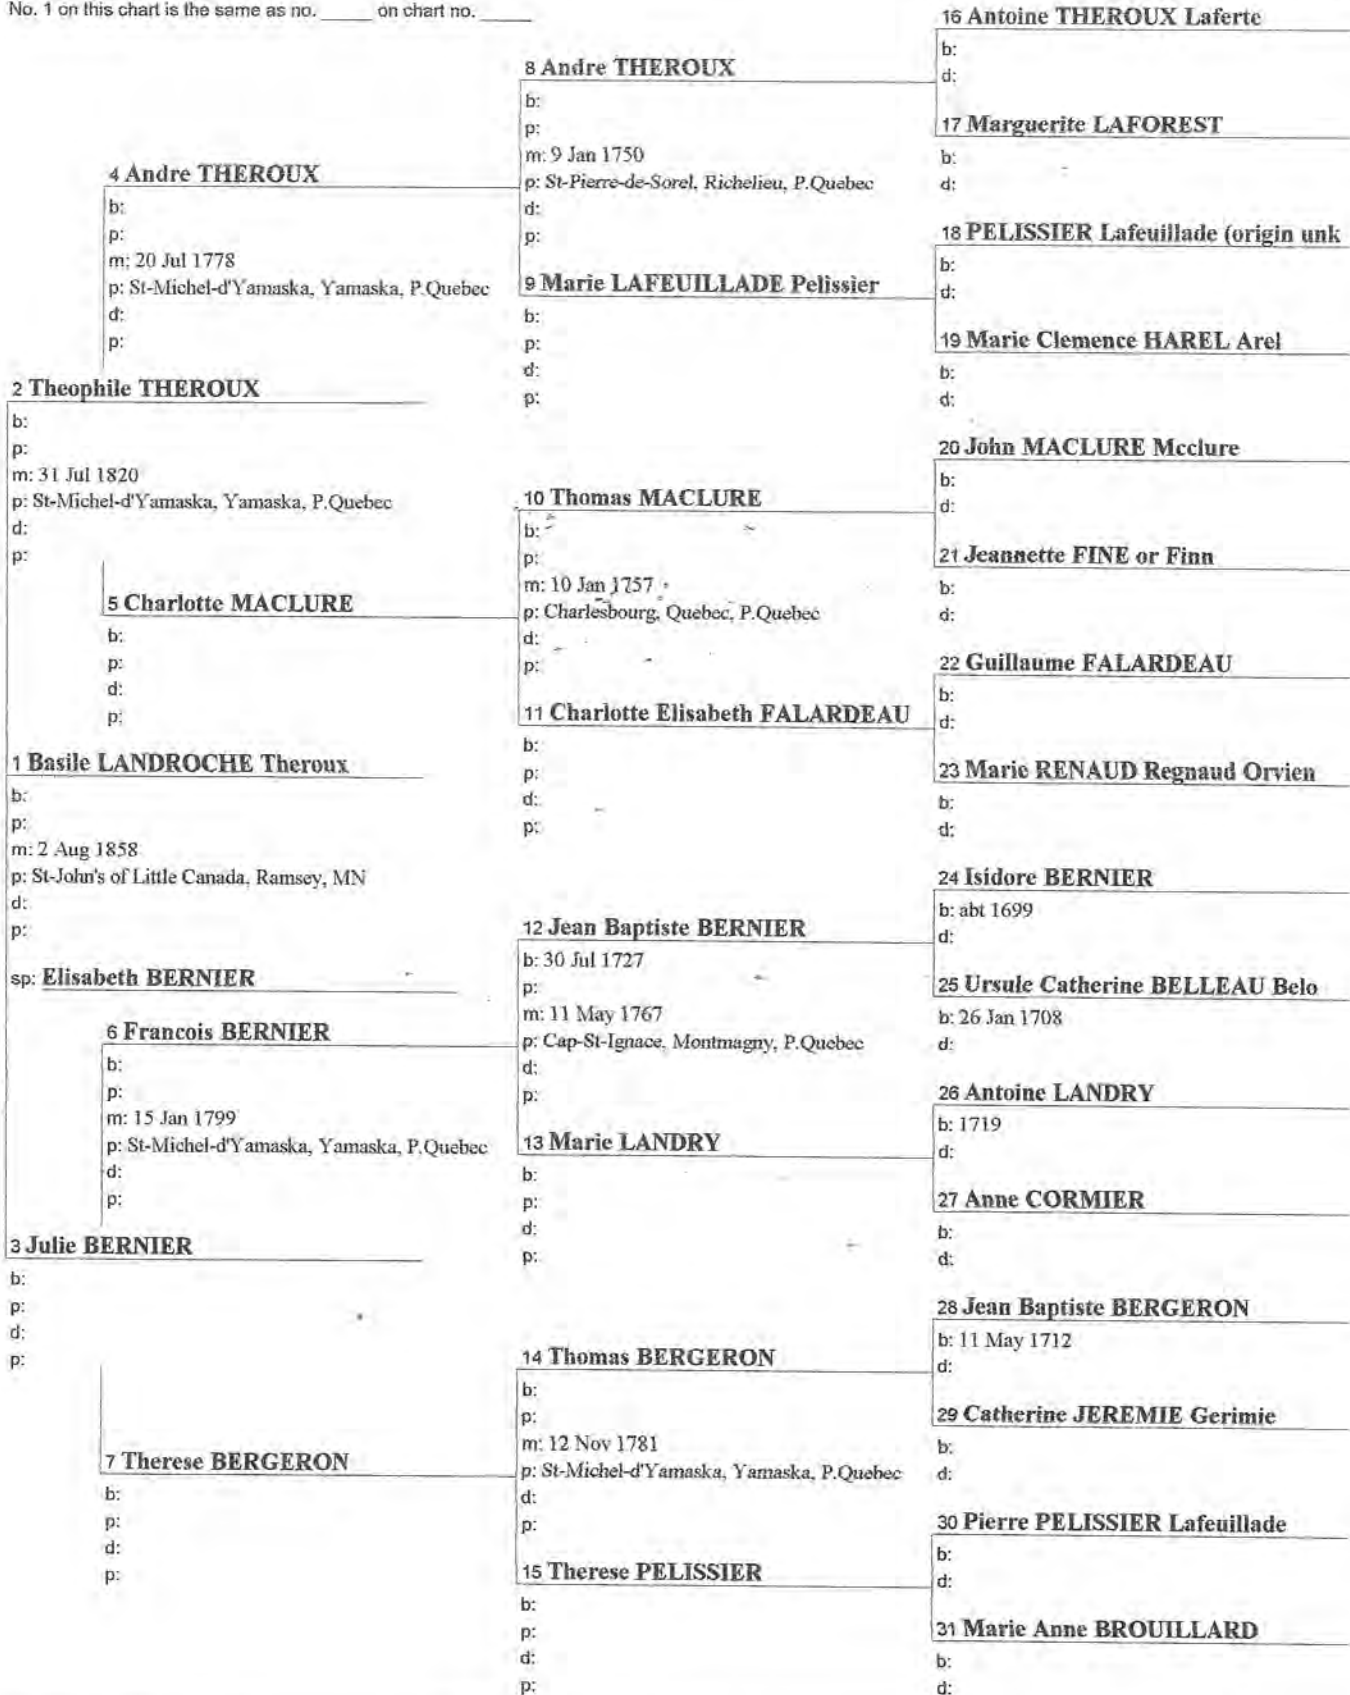 No. 1 on this chart is the same as no. _____ on chart no. _____
16 Antoine THEROUX Laferte
b:
d:
8 Andre THEROUX
b:
p:
m: 9 Jan 1750
p: St-Pierre-de-Sorel, Richelieu, P.Quebec
d:
p:
17 Marguerite LAFOREST
b:
d:
4 Andre THEROUX
b:
p:
m: 20 Jul 1778
p: St-Michel-d'Yamaska, Yamaska, P.Quebec
d:
p:
18 PELISSIER Lafeuillade (origin unk
b:
d:
9 Marie LAFEUILLADE Pelissier
b:
p:
d:
p:
19 Marie Clemence HAREL Arel
b:
d:
2 Theophile THEROUX
b:
p:
m: 31 Jul 1820
p: St-Michel-d'Yamaska, Yamaska, P.Quebec
d:
p:
20 John MACLURE Mcclure
b:
d:
10 Thomas MACLURE
b:
p:
m: 10 Jan 1757
p: Charlesbourg, Quebec, P.Quebec
d:
p:
21 Jeannette FINE or Finn
b:
d:
5 Charlotte MACLURE
b:
p:
d:
p:
22 Guillaume FALARDEAU
b:
d:
11 Charlotte Elisabeth FALARDEAU
b:
p:
d:
p:
23 Marie RENAUD Regnaud Orvien
b:
d:
1 Basile LANDROCHE Theroux
b:
p:
m: 2 Aug 1858
p: St-John's of Little Canada, Ramsey, MN
d:
p:
sp: Elisabeth BERNIER
24 Isidore BERNIER
b: abt 1699
d:
12 Jean Baptiste BERNIER
b: 30 Jul 1727
p:
m: 11 May 1767
p: Cap-St-Ignace, Montmagny, P.Quebec
d:
p:
25 Ursule Catherine BELLEAU Belo
b: 26 Jan 1708
d:
6 Francois BERNIER
b:
p:
m: 15 Jan 1799
p: St-Michel-d'Yamaska, Yamaska, P.Quebec
d:
p:
26 Antoine LANDRY
b: 1719
d:
13 Marie LANDRY
b:
p:
d:
p:
27 Anne CORMIER
b:
d:
3 Julie BERNIER
b:
p:
d:
p:
28 Jean Baptiste BERGERON
b: 11 May 1712
d:
14 Thomas BERGERON
b:
p:
m: 12 Nov 1781
p: St-Michel-d'Yamaska, Yamaska, P.Quebec
d:
p:
29 Catherine JEREMIE Gerimie
b:
d:
7 Therese BERGERON
b:
p:
d:
p:
30 Pierre PELISSIER Lafeuillade
b:
d:
15 Therese PELISSIER
b:
p:
d:
p:
31 Marie Anne BROUILLARD
b:
d: